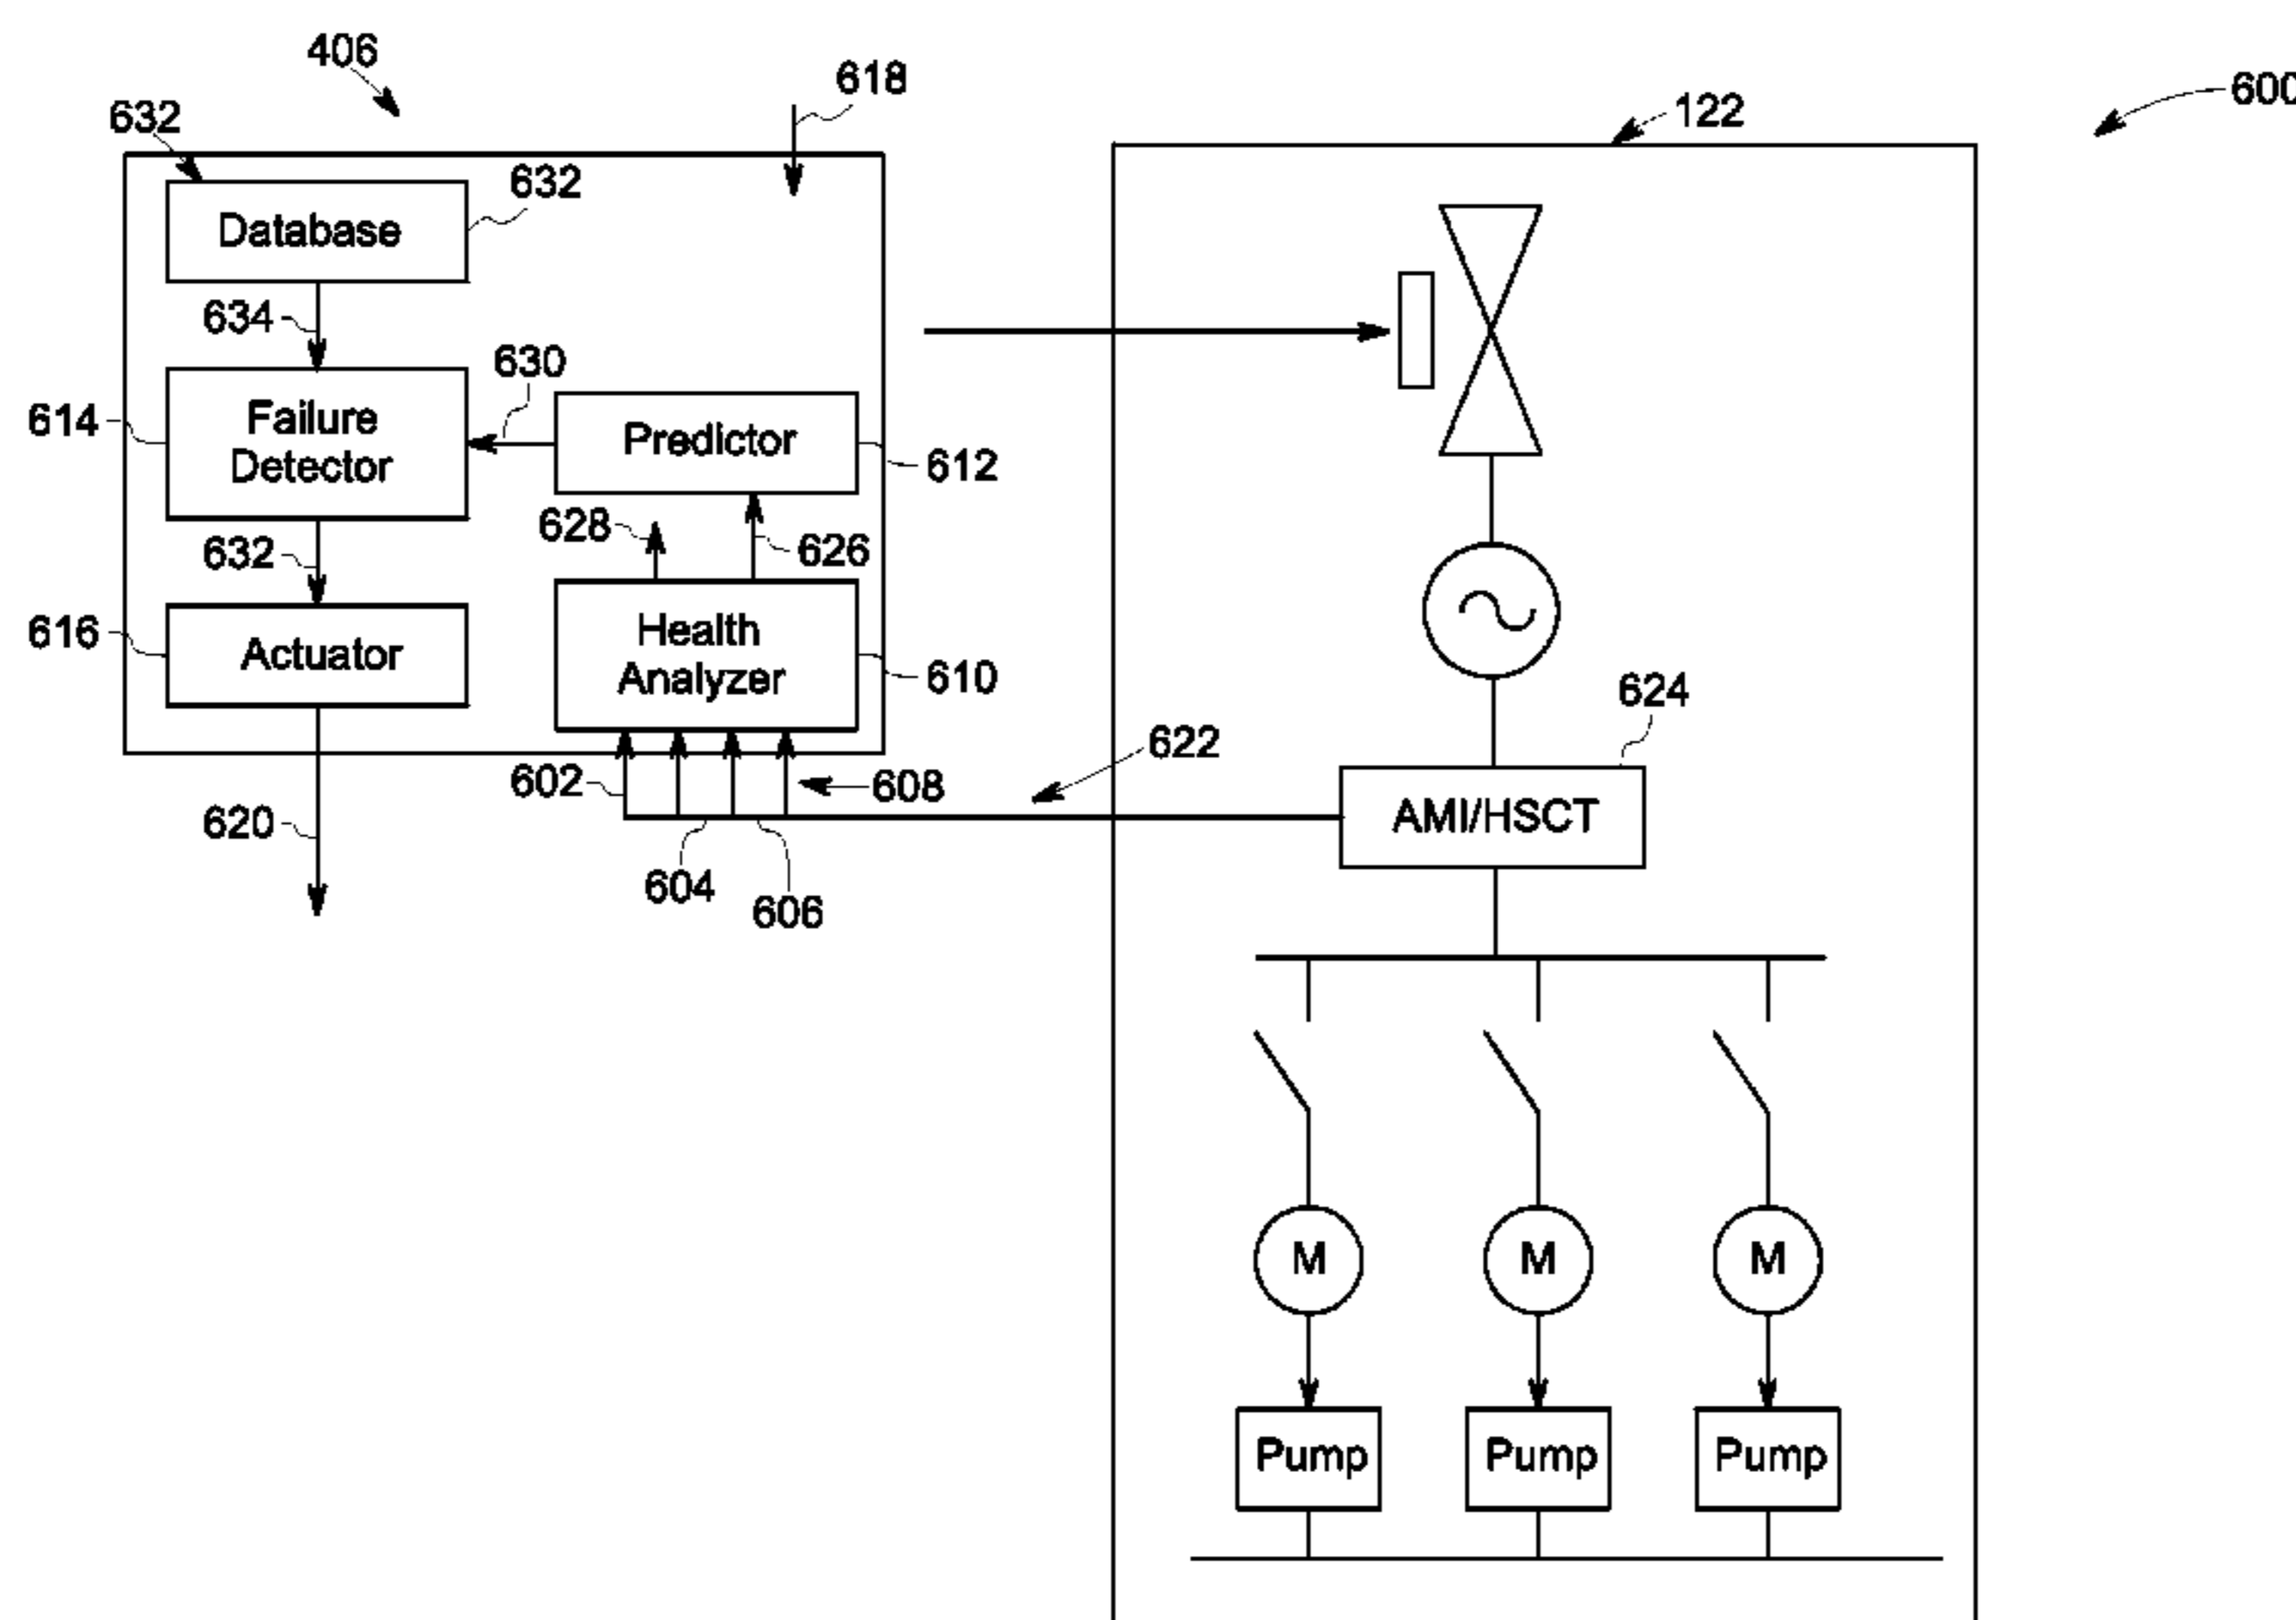 406
618
600
632
122
632
Database
634
630
614
Failure
Detector
Predictor
612
628
626
632
616
Actuator
Health
Analyzer
610
624
622
602
608
620
AMI/HSCT
604
606
M
M
M
Pump
Pump
Pump